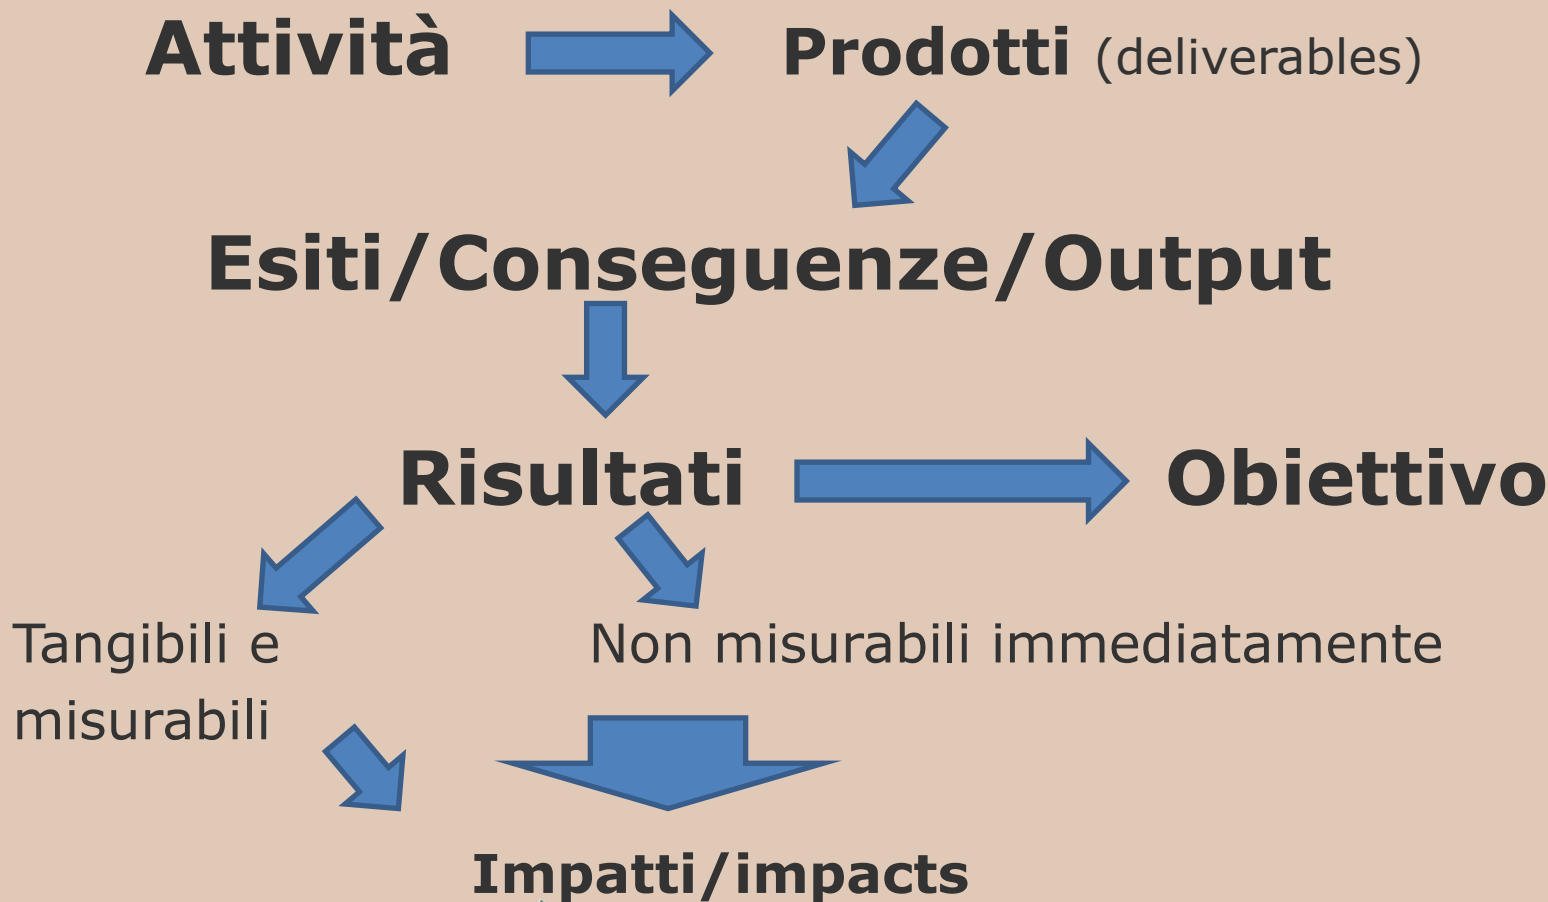 Attività
Prodotti (deliverables)
Esiti/Conseguenze/Output
Risultati
Obiettivo
Tangibili e
misurabili
Non misurabili immediatamente
Impatti/impacts